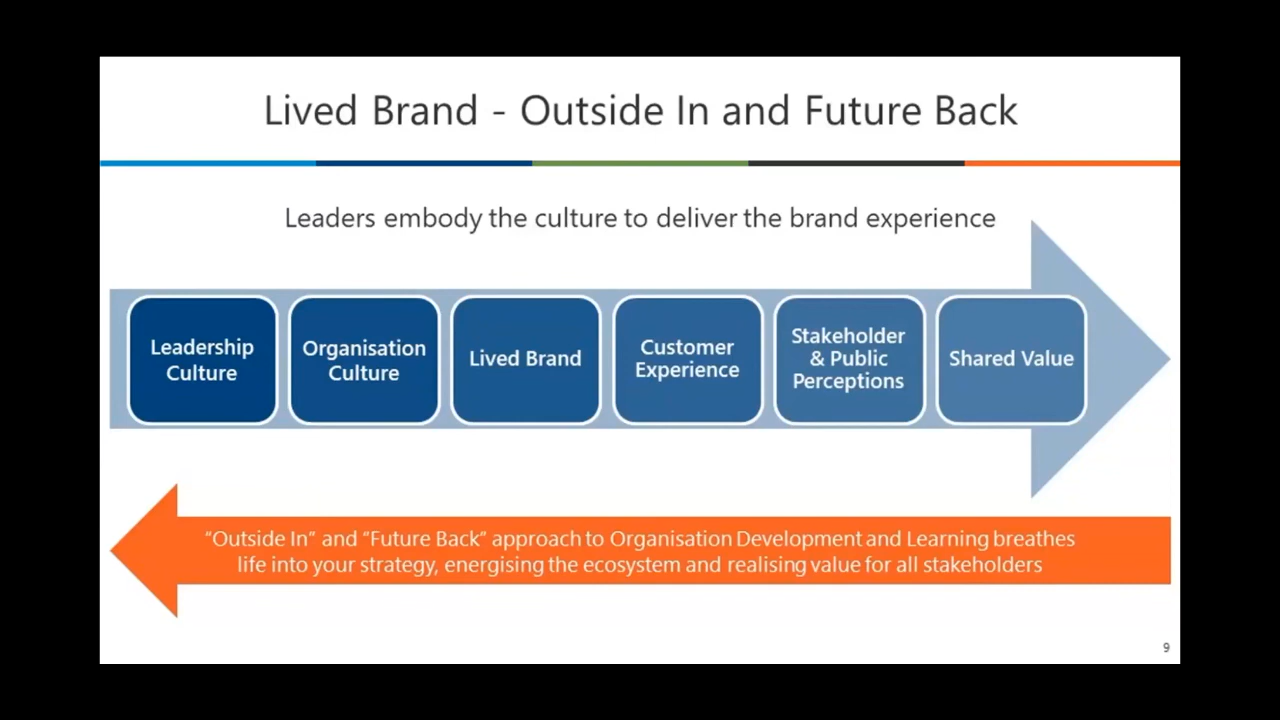 Lived Brand - Outside In and Future Back
Leaders embody the culture to deliver the brand experience
Leadership
Culture
Organisation
Culture
Lived Brand
Customer
Experience
Stakeholder
& Public
Perceptions
Shared Value
“Outside In” and “Future Back” approach to Organisation Development and Learning breathes
life into your strategy, energising the ecosystem and realising value for all stakeholders
9